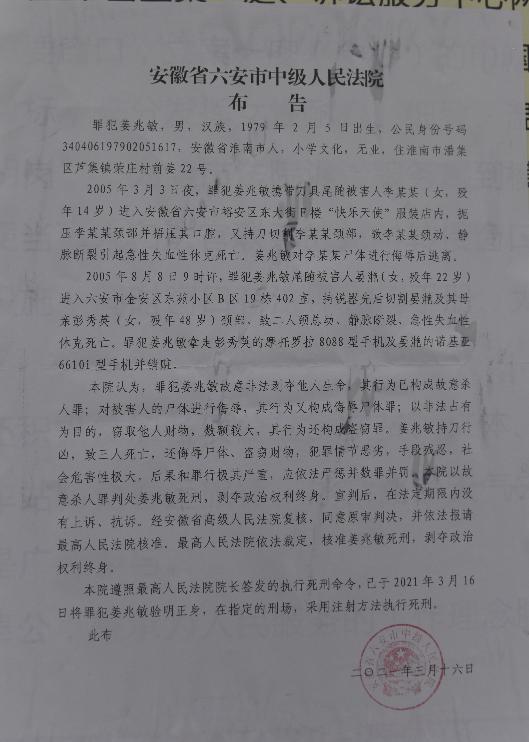 诉讼服务中心网
安徽省六安市中级人民法院
布 告
罪犯姜兆敏，男，汉族，1979 年 2 月 5 日出生，公民身份号码
340406197902051617，安徽省淮南市人，小学文化，无业，住淮南市潘集
区芦集镇荣庄村前姜 22 号。
2005 年 3 月 3 日夜，罪犯姜兆敏携带刀具尾随被害人李某某（女，殁
年 14 岁）进入安徽省六安市裕安区东大街 楼“快乐天使”服装店内，扼
压李某某颈部并捂压其口腔，又持刀切割李某某颈部，致李某某颈动、静
脉断裂引起急性失血性休克死亡。姜兆敏对李某某尸体进行侮辱后逃离。
2005 年 8 月 8 日 9 时许，罪犯姜兆敏尾随被害人晏 （女，殁年 22 岁）
进入六安市金安区东苑小区 B 区 19 栋 402 室，持锐器先后切割晏 及其母
亲彭秀英（女，殁年 48 岁）颈部，致二人颈总动、静脉断裂，急性失血性
休克死亡。罪犯姜兆敏拿走彭秀英的摩托罗拉 8088 型手机及晏 的诺基亚
66101 型手机并销赃。
本院认为，罪犯姜兆敏故意非法剥夺他人生命，其行为已构成故意杀
人罪；对被害人的尸体进行侮辱，其行为又构成侮辱尸体罪；以非法占有
为目的，窃取他人财物，数额较大，其行为还构成盗窃罪。姜兆敏持刀行
凶，致三人死亡，还侮辱尸体、盗窃财物，犯罪情节恶劣，手段残忍，社
会危害性极大，后果和罪行极其严重，应依法严惩并数罪并罚。本院以故
意杀人罪判处姜兆敏死刑，剥夺政治权利终身。宣判后，在法定期限内没
有上诉、抗诉。经安徽省高级人民法院复核，同意原审判决，并依法报请
最高人民法院核准。最高人民法院依法裁定，核准姜兆敏死刑，剥夺政治
权利终身。
本院遵照最高人民法院院长签发的执行死刑命令，已于 2021 年 3 月 16
日将罪犯姜兆敏验明正身，在指定的刑场，采用注射方法执行死刑。
此布
二〇二一年三月十六日
安徽省六安市中级人民法院